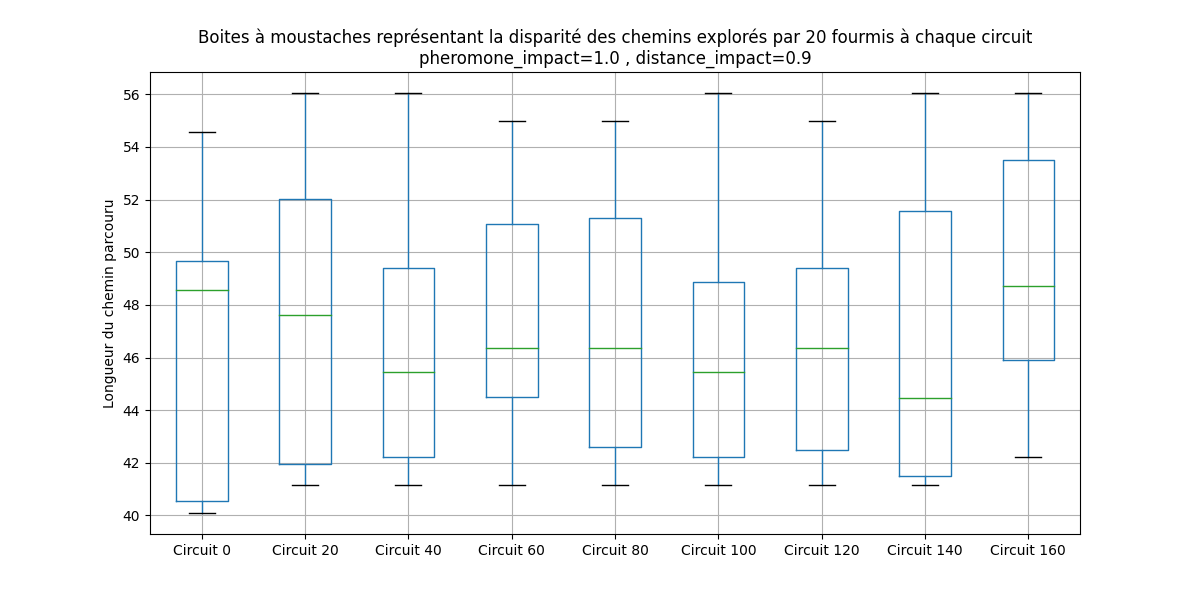 Boites à moustaches représentant la disparité des chemins explorés par 20 fourmis à chaque circuit
pheromone_impact=1.0 , distance_impact=0.9
Longueur du chemin parcouru
56
54
52
50
48
46
44
42
40
Circuit 0 Circuit 20 Circuit 40 Circuit 60 Circuit 80 Circuit 100 Circuit 120 Circuit 140 Circuit 160